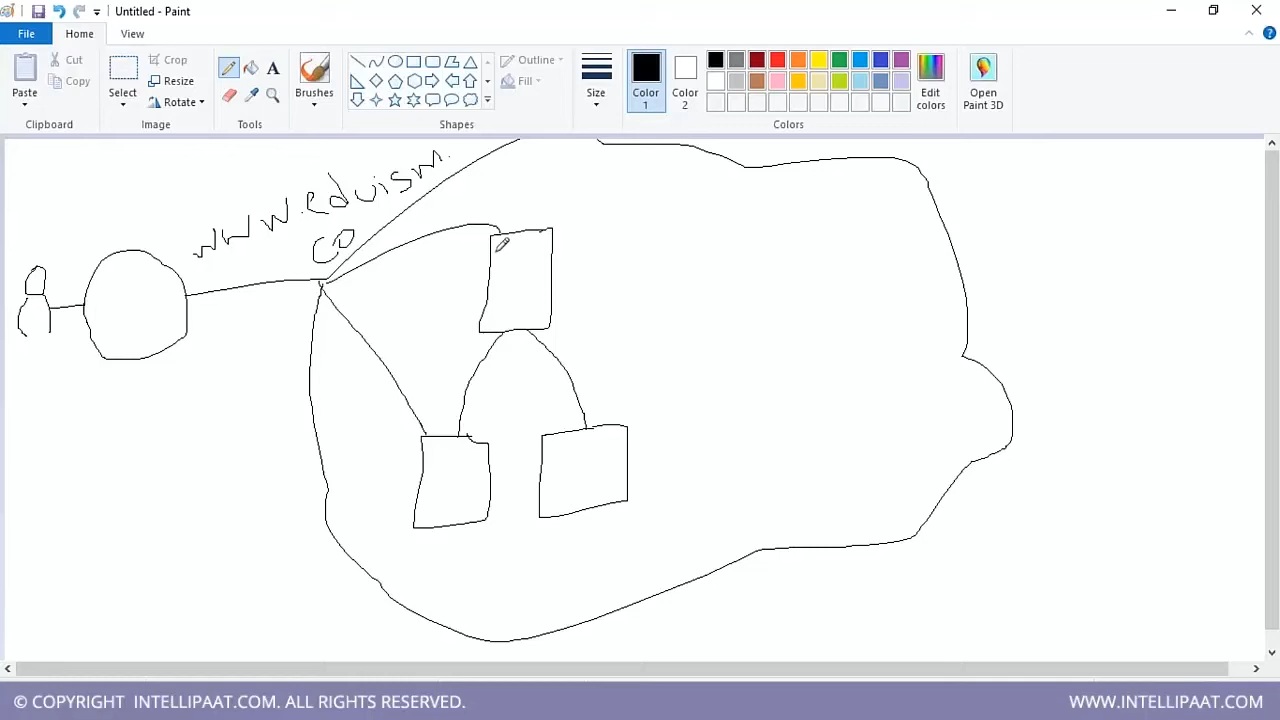 Untitled - Paint
File
Home
View
Paste
Cut
Copy
Clipboard
Select
Crop
Resize
Rotate
Image
Tools
Brushes
Shapes
Outline
Fill
Size
Color 1
Color 2
Colors
Edit colors
Open Paint 3D
www.eduism.
CO
© COPYRIGHT INTELLIPAAT.COM. ALL RIGHTS RESERVED.
WWW.INTELLIPAAT.COM